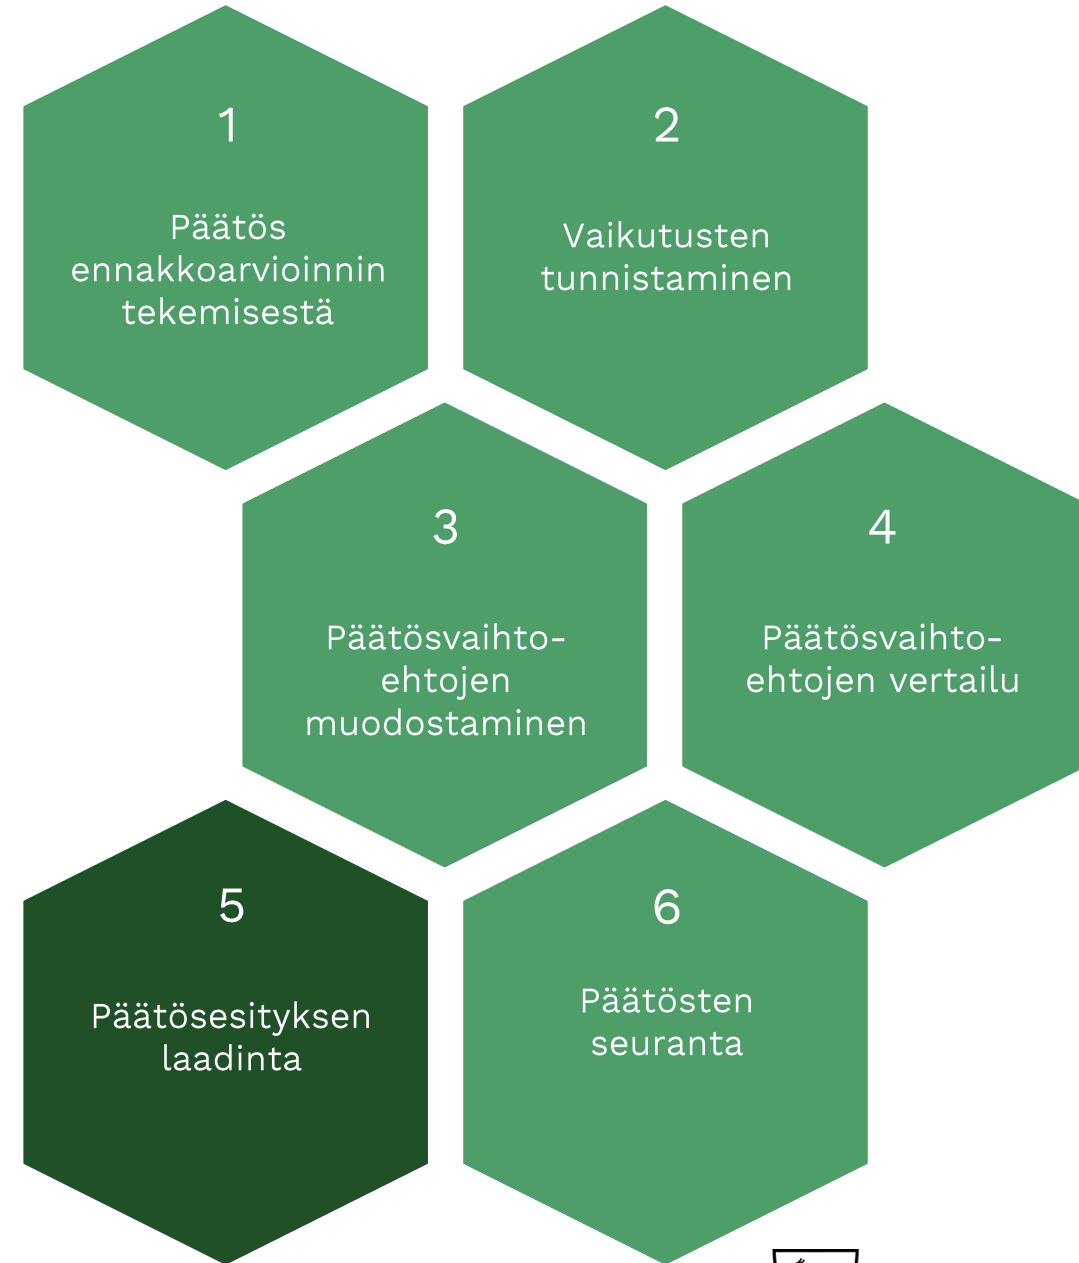 1
Päätös
ennakkoarvioinnin
tekemisestä
2
Vaikutusten
tunnistaminen
3
Päätösvaihto-
ehtojen
muodostaminen
4
Päätösvaihto-
ehtojen vertailu
5
Päätösesityksen
laadinta
6
Päätösten
seuranta